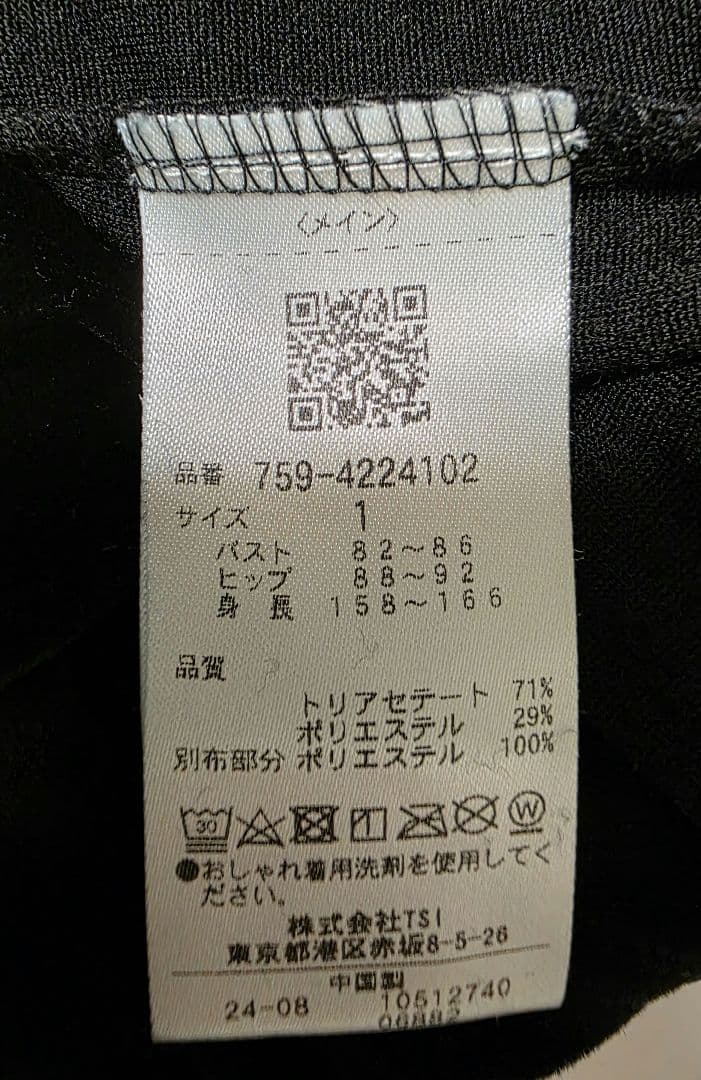 〈メイン〉
品番 759-4224102
サイズ 1
バスト 82～86
ヒップ 88～92
身長 158～166
品質
トリアセテート 71%
ポリエステル 29%
別布部分 ポリエステル 100%
30
W
●おしゃれ着用洗剤を使用してく
ださい。
株式会社TSI
東京都港区赤坂8-5-26
中国製
24-08 10512740
06882